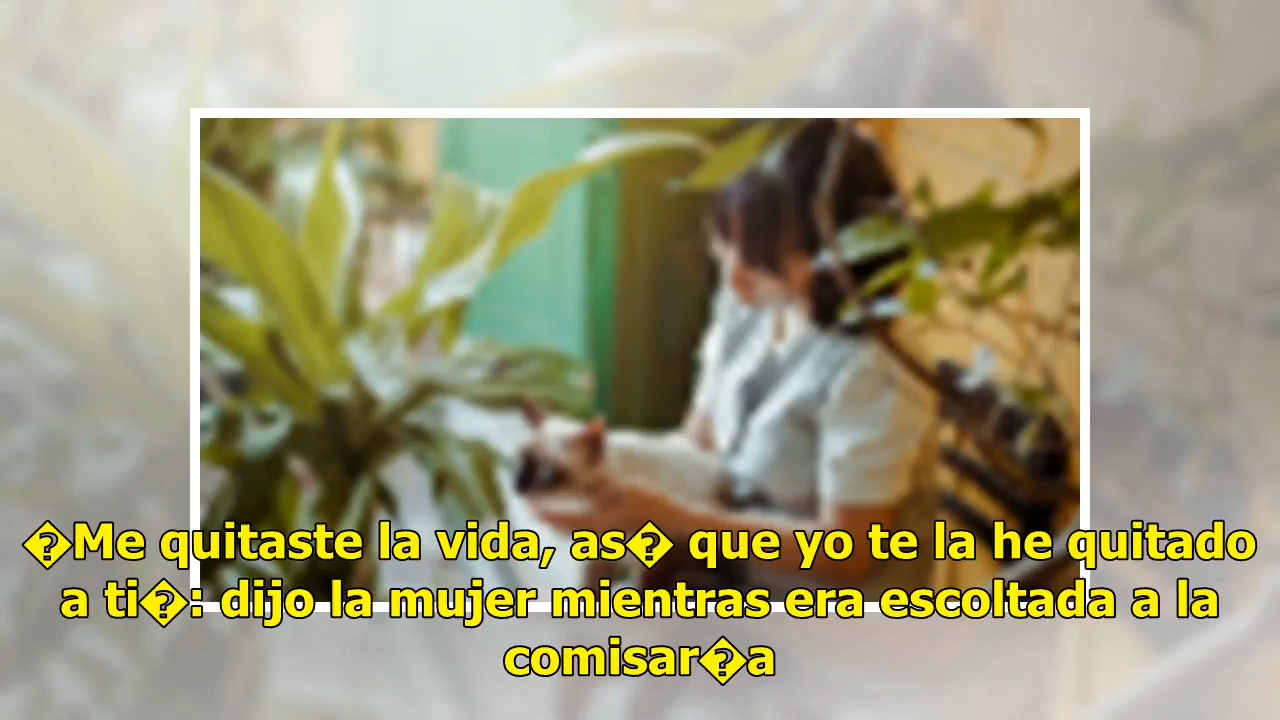 �Me quitaste la vida, as� que yo te la he quitado
a ti�: dijo la mujer mientras era escoltada a la
comisar�a